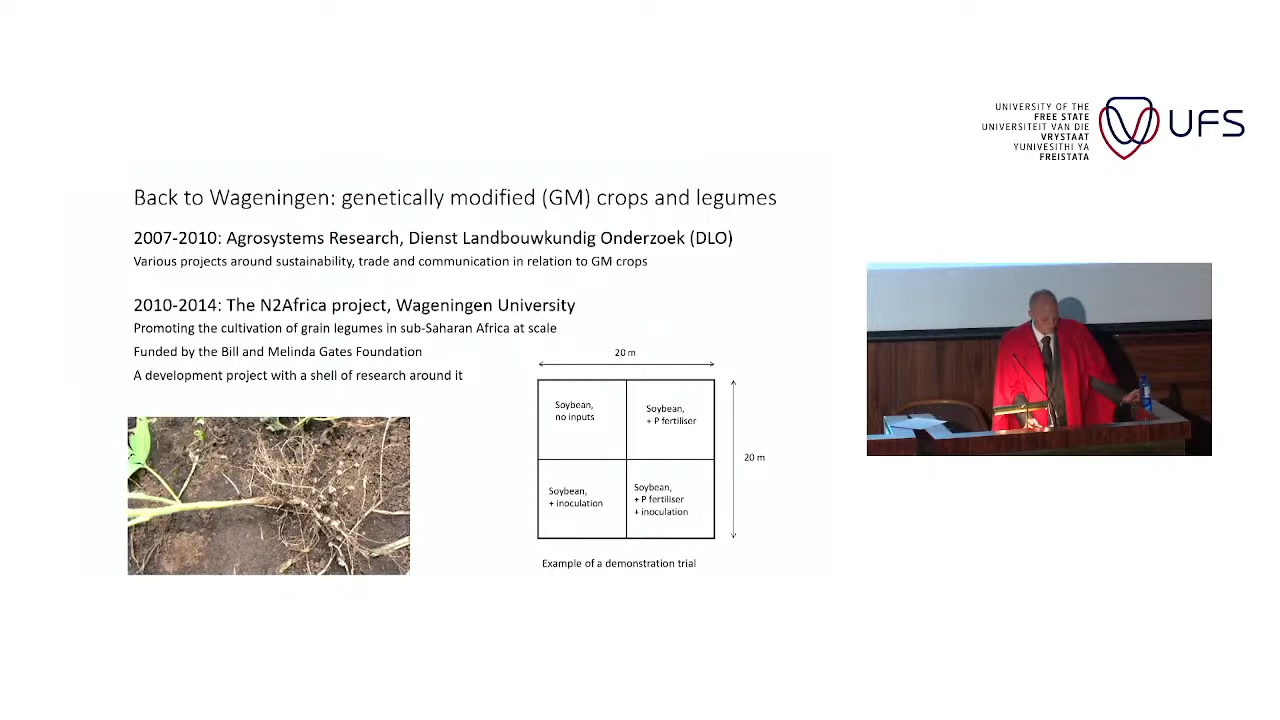 UNIVERSITY OF THE
FREE STATE
UNIVERSITEIT VAN DIE
VRYSTAAT
YUNIVESITHI YA
FREISTATA
UFS
Back to Wageningen: genetically modified (GM) crops and legumes
2007-2010: Agrosystems Research, Dienst Landbouwkundig Onderzoek (DLO)
Various projects around sustainability, trade and communication in relation to GM crops
2010-2014: The N2Africa project, Wageningen University
Promoting the cultivation of grain legumes in sub-Saharan Africa at scale
Funded by the Bill and Melinda Gates Foundation
A development project with a shell of research around it
20 m
Soybean,
no inputs
Soybean,
+ P fertiliser
20 m
Soybean,
+ inoculation
Soybean,
+ P fertiliser
+ inoculation
Example of a demonstration trial